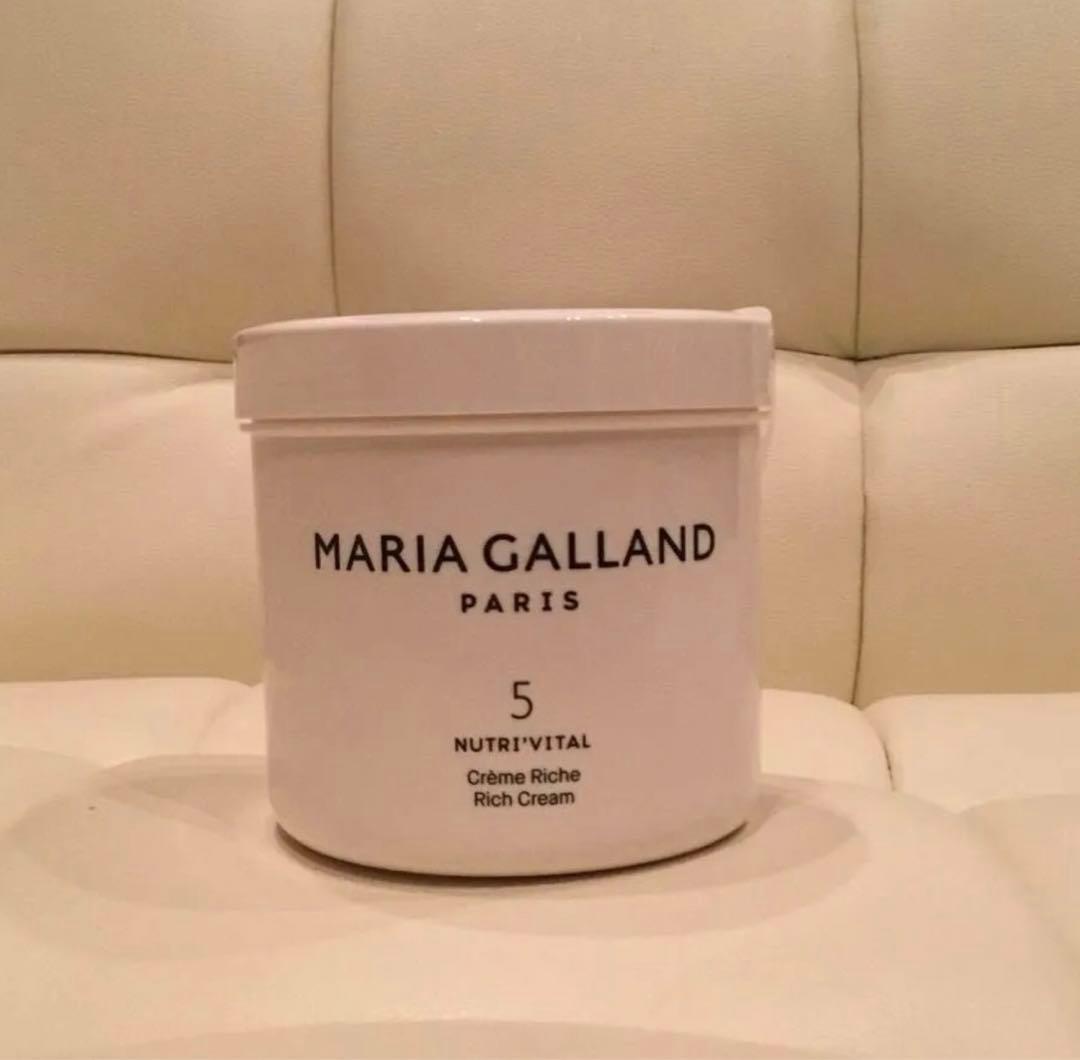 MARIA GALLAND
PARIS
5
NUTRI'VITAL
Crème Riche
Rich Cream